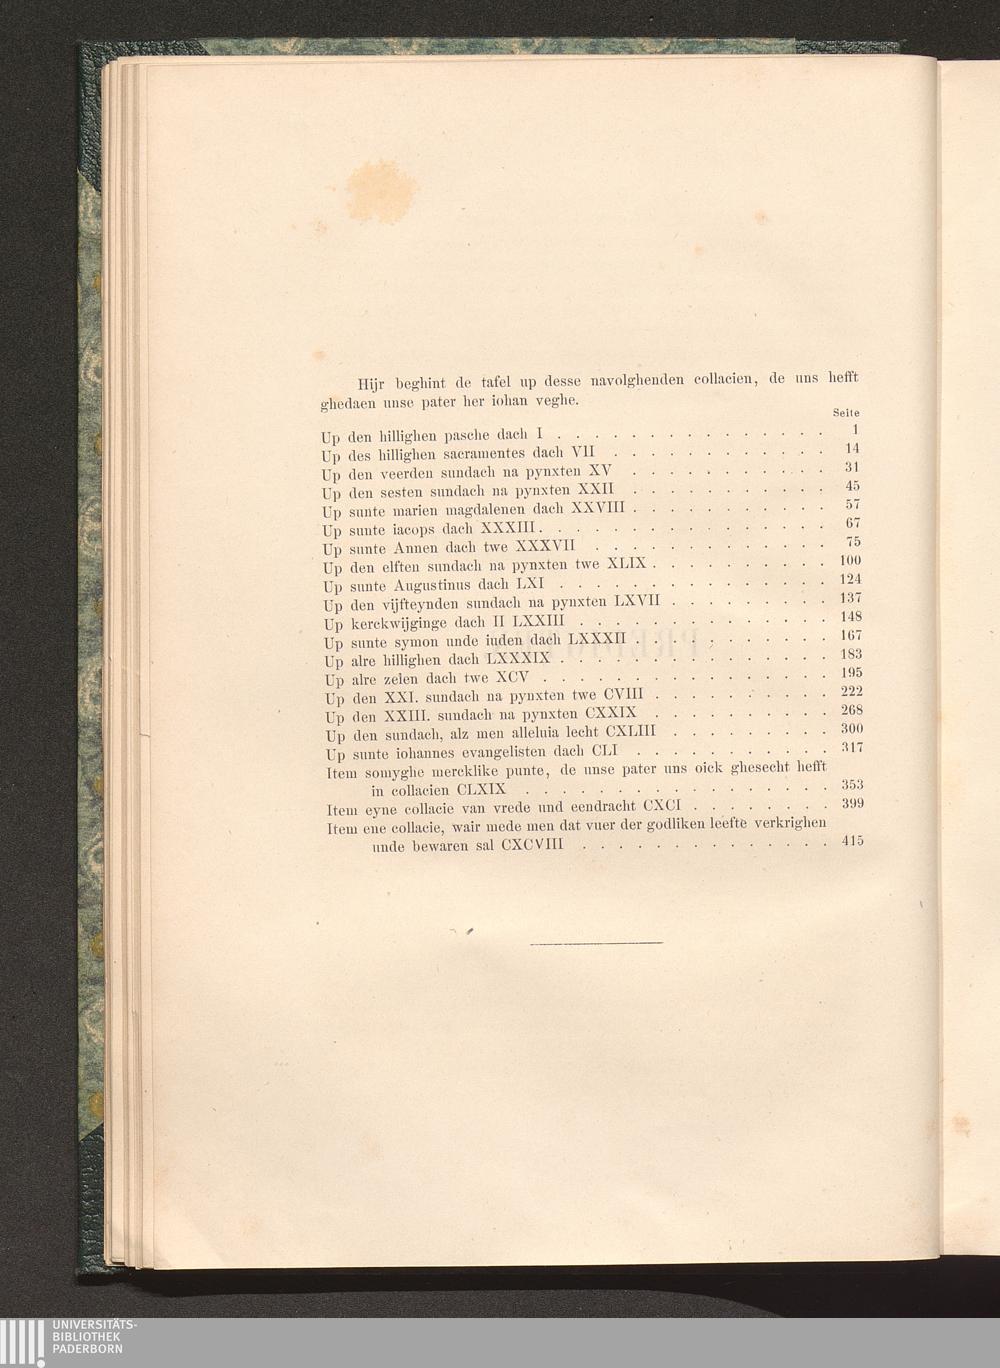 Hijr beghint de tafel up desse navolghenden collacien, de uns hefft
ghedaen unse pater her iohan veghe.
Seite
Up den hillighen pasche dach I . . . . . . . . . . . . . . . 1
Up des hillighen sacramentes dach VII . . . . . . . . . . . . 14
Up den veerden sundach na pynxten XV . . . . . . . . . . . 31
Up den sesten sundach na pynxten XXII . . . . . . . . . . . 45
Up sunte marien magdalenen dach XXVIII . . . . . . . . . . . 57
Up sunte iacops dach XXXIII . . . . . . . . . . . . . . . . 67
Up sunte Annen dach twe XXXVII . . . . . . . . . . . . . 75
Up den elften sundach na pynxten twe XLIX . . . . . . . . . . 100
Up sunte Augustinus dach LXI . . . . . . . . . . . . . . . 124
Up den vijfteynden sundach na pynxten LXVII . . . . . . . . . 137
Up kerckwijginge dach II LXXIII . . . . . . . . . . . . . . 148
Up sunte symon unde iuden dach LXXXII . . . . . . . . . . . 167
Up alre hillighen dach LXXXIX . . . . . . . . . . . . . . . 183
Up alre zelen dach twe XCV . . . . . . . . . . . . . . . . 195
Up den XXI. sundach na pynxten twe CVIII . . . . . . . . . . 222
Up den XXIII. sundach na pynxten CXXIX . . . . . . . . . . 268
Up den sundach, alz men alleluia lecht CXLIII . . . . . . . . . 300
Up sunte iohannes evangelisten dach CLI . . . . . . . . . . . 317
Item somyghe mercklike punte, de unse pater uns oick ghesecht hefft
in collacien CLXIX . . . . . . . . . . . . . . . . . 353
Item eyne collacie van vrede und eendracht CXCI . . . . . . . . 399
Item ene collacie, wair mede men dat vuer der godliken leefte verkrighen
unde bewaren sal CXCVIII . . . . . . . . . . . . . . 415
UNIVERSITÄTS-
BIBLIOTHEK
PADERBORN